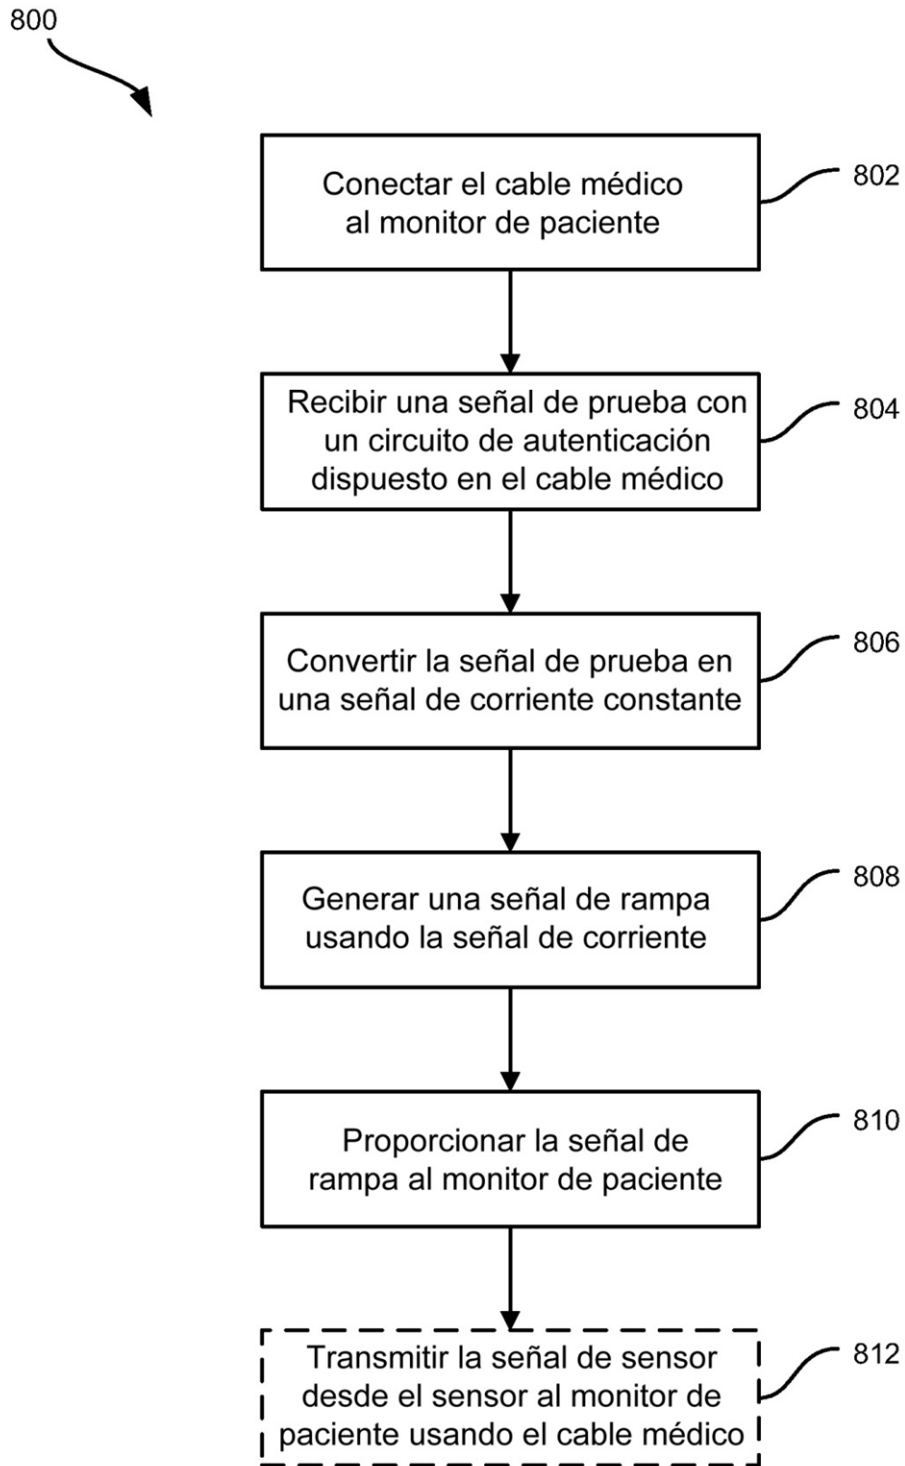 800
Conectar el cable médico
al monitor de paciente
802
Recibir una señal de prueba con
un circuito de autenticación
dispuesto en el cable médico
804
Convertir la señal de prueba en
una señal de corriente constante
806
Generar una señal de rampa
usando la señal de corriente
808
Proporcionar la señal de
rampa al monitor de paciente
810
Transmitir la señal de sensor
desde el sensor al monitor de
paciente usando el cable médico
812